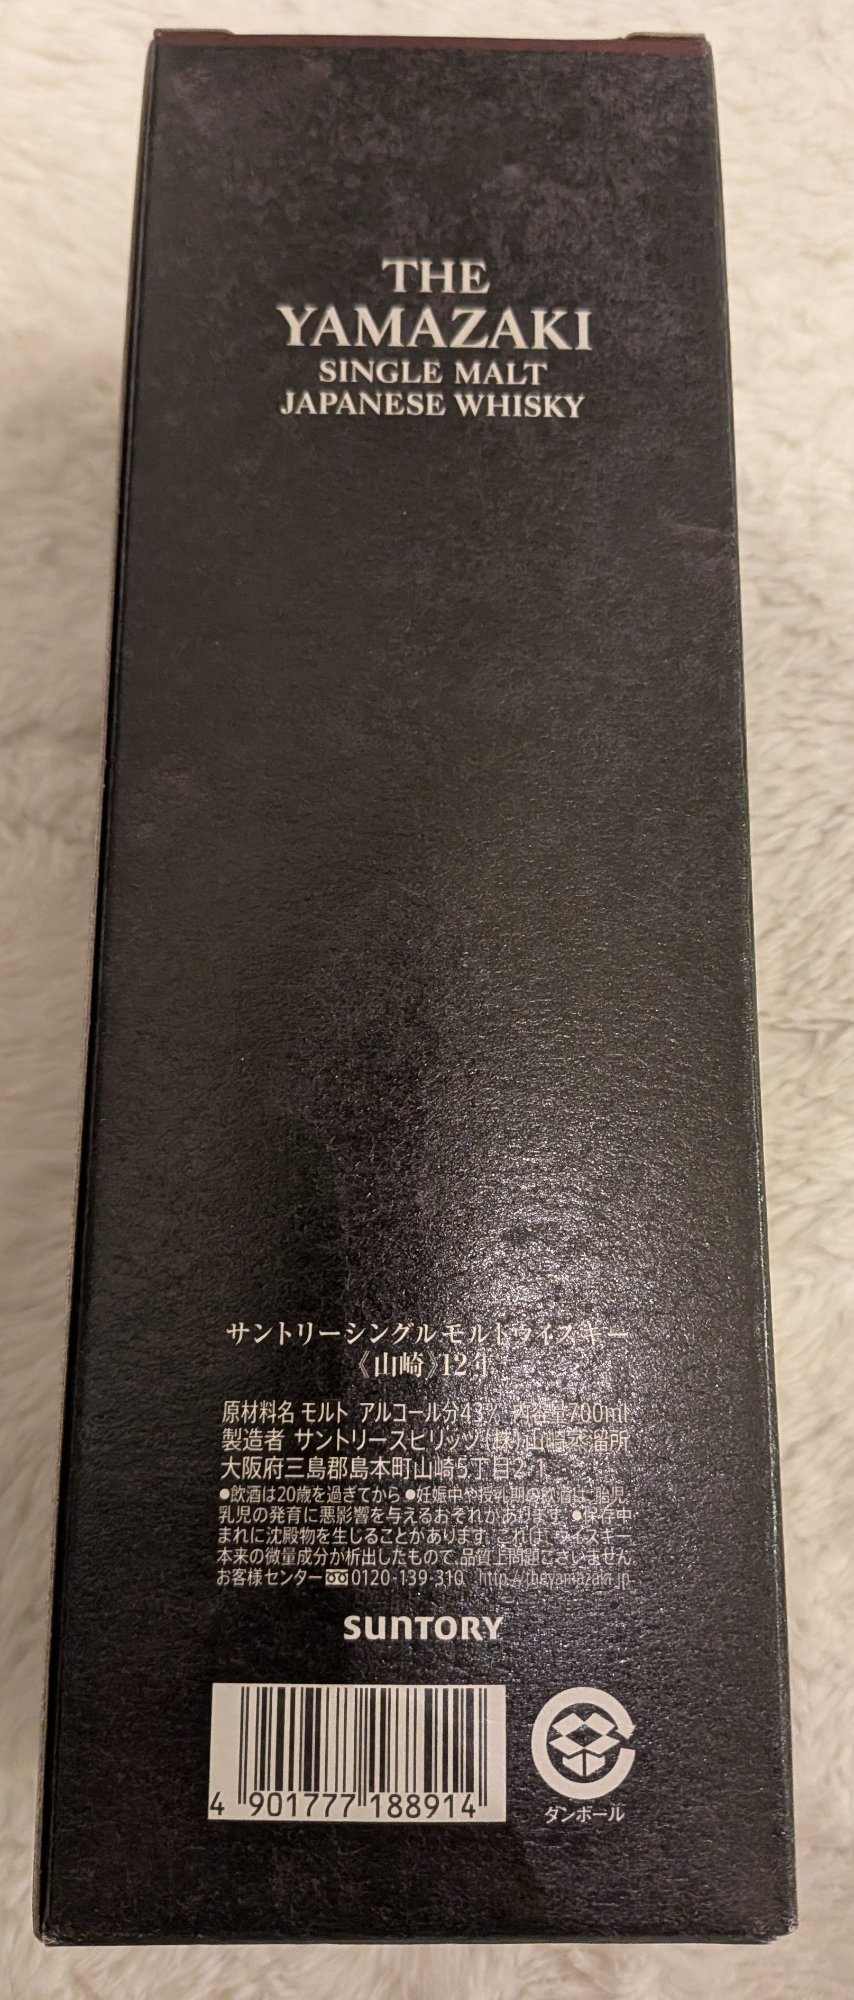 THE
YAMAZAKI
SINGLE MALT
JAPANESE WHISKY
サントリーシングルモルトウイスキー
《山崎》12年
原材料名 モルト アルコール分43% 内容量700ml
製造者 サントリースピリッツ(株)山崎蒸溜所
大阪府三島郡島本町山崎5丁目2-1
●飲酒は20歳を過ぎてから ●妊娠中や授乳期の飲酒は、胎児・
乳児の発育に悪影響を与えるおそれがあります。●保存中
まれに沈殿物を生じることがあります。これは、ウイスキー
本来の微量成分が析出したもので、品質上問題ございません。
お客様センター 0120-139-310 http://theyamazaki.jp
SUNTORY
4 901777 188914
ダンボール